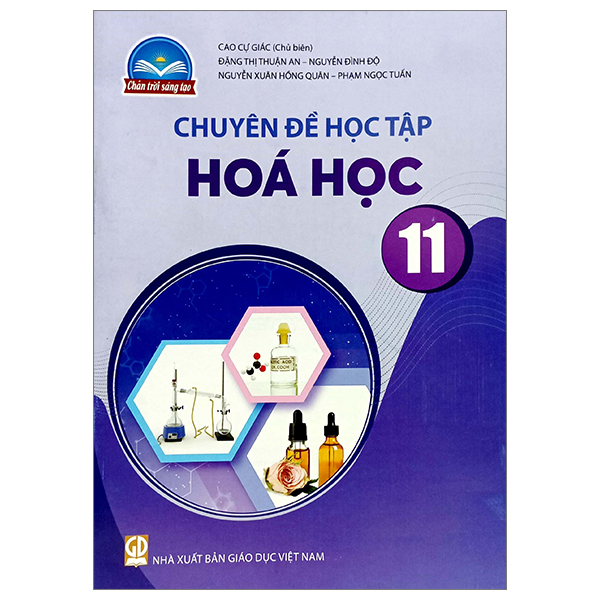 CAO CỰ GIÁC (Chủ biên)
ĐẶNG THỊ THUẬN AN – NGUYỄN ĐÌNH ĐỘ
NGUYỄN XUÂN HỒNG QUÂN – PHẠM NGỌC TUẤN
Chân trời sáng tạo
CHUYÊN ĐỀ HỌC TẬP
HOÁ HỌC
11
NHÀ XUẤT BẢN GIÁO DỤC VIỆT NAM